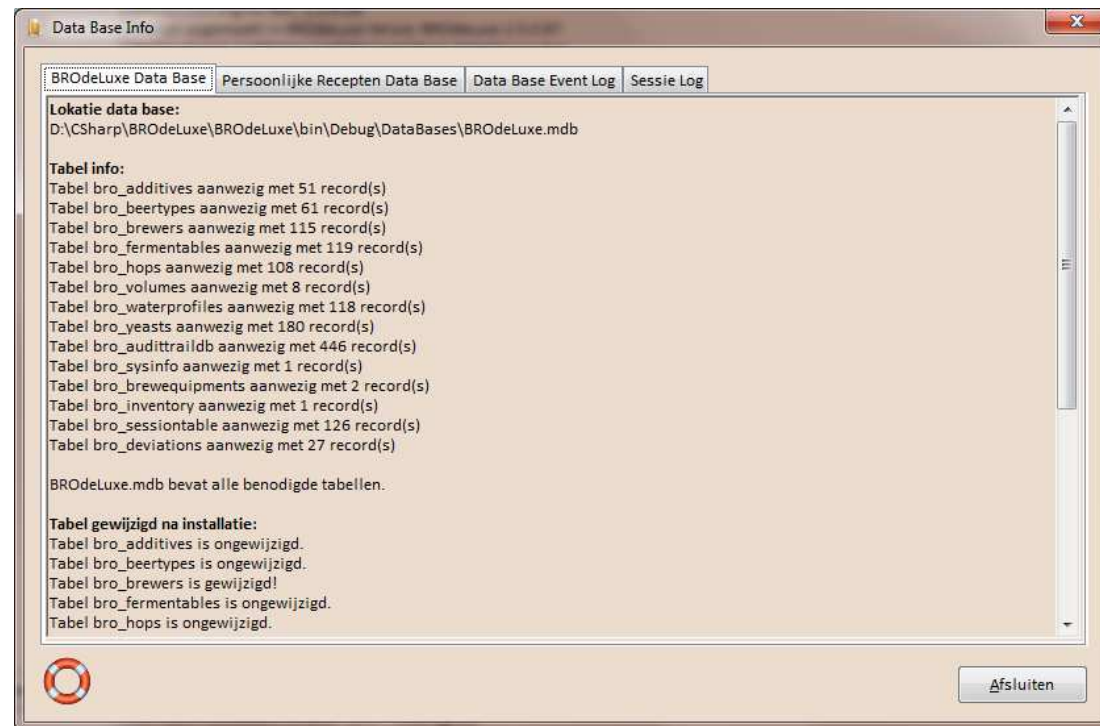 Data Base Info
BROdeLuxe Data Base Persoonlijke Recepten Data Base Data Base Event Log Sessie Log
Lokatie data base:
D:\CSharp\BROdeLuxe\BROdeLuxe\bin\Debug\DataBases\BROdeLuxe.mdb
Tabel info:
Tabel bro_additives aanwezig met 51 record(s)
Tabel bro_beertypes aanwezig met 61 record(s)
Tabel bro_brewers aanwezig met 115 record(s)
Tabel bro_fermentables aanwezig met 119 record(s)
Tabel bro_hops aanwezig met 108 record(s)
Tabel bro_volumes aanwezig met 8 record(s)
Tabel bro_waterprofiles aanwezig met 118 record(s)
Tabel bro_yeasts aanwezig met 180 record(s)
Tabel bro_audittraildb aanwezig met 446 record(s)
Tabel bro_sysinfo aanwezig met 1 record(s)
Tabel bro_brewequipments aanwezig met 2 record(s)
Tabel bro_inventory aanwezig met 1 record(s)
Tabel bro_sessiontable aanwezig met 126 record(s)
Tabel bro_deviations aanwezig met 27 record(s)
BROdeLuxe.mdb bevat alle benodigde tabellen.
Tabel gewijzigd na installatie:
Tabel bro_additives is ongewijzigd.
Tabel bro_beertypes is ongewijzigd.
Tabel bro_brewers is gewijzigd!
Tabel bro_fermentables is ongewijzigd.
Tabel bro_hops is ongewijzigd.
Afsluiten